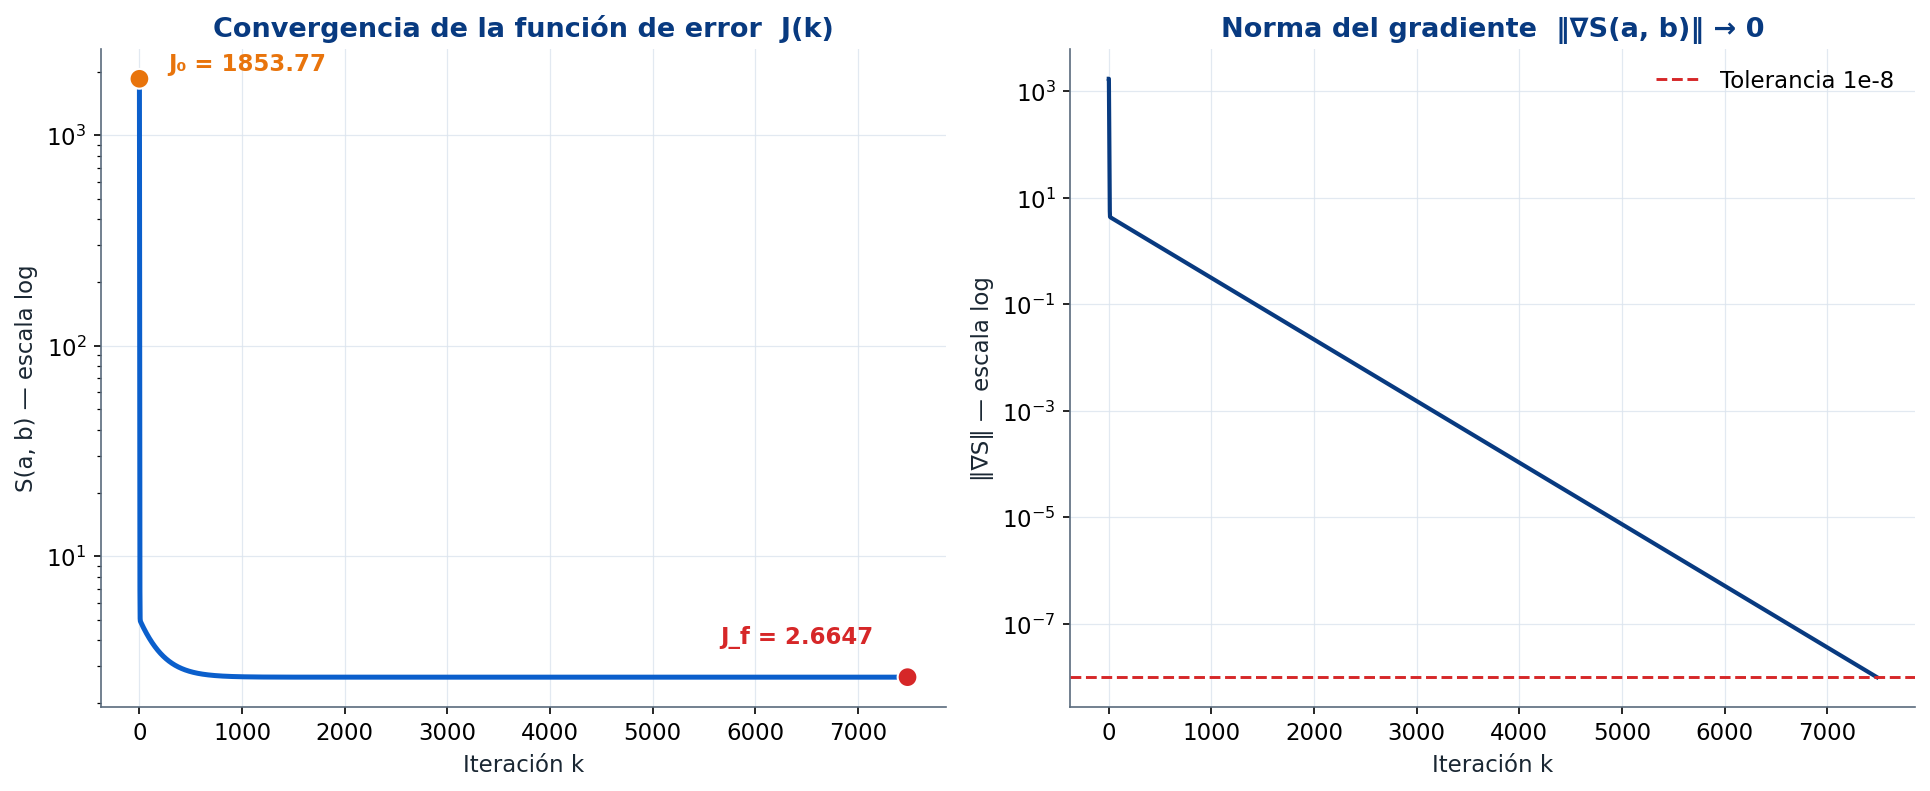 Convergencia de la función de error  J(k)
J₀ = 1853.77
J_f = 2.6647
S(a, b) — escala log
10³
10²
10¹
0 1000 2000 3000 4000 5000 6000 7000
Iteración k
Norma del gradiente  ‖∇S(a, b)‖ → 0
Tolerancia 1e-8
‖∇S‖ — escala log
10³
10¹
10⁻¹
10⁻³
10⁻⁵
10⁻⁷
0 1000 2000 3000 4000 5000 6000 7000
Iteración k